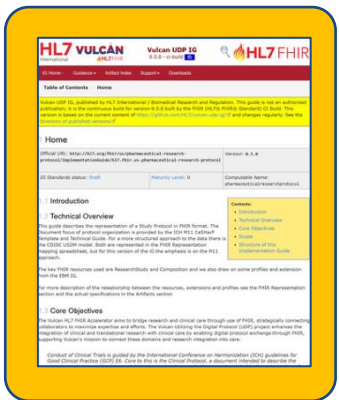 HL7 VULCAN
International
HL7FHIR
Vulcan UDP IG
0.1.0 - ci-build
HL7 FHIR
IG Home
Guidance
Artifact Index
Support
Downloads
Table of Contents
Home
Vulcan UDP IG, published by HL7 International / Biomedical Research and Regulation. This guide is not an authorized
publication; it is the continuous build for version 0.1.0 built by the FHIR (HL7® FHIR® Standard) CI Build. This
version is based on the current content of https://github.com/HL7/vulcan-udp-ig/ and changes regularly. See the
Directory of published versions
1 Home
Official URL: http://hl7.org/fhir/uv/pharmaceutical-research-
protocol/ImplementationGuide/hl7.fhir.uv.pharmaceutical-research-protocol
Version: 0.1.0
IG Standards status: Draft
Maturity Level: 0
Computable Name:
pharmaceuticalresearchprotocol
1.1 Introduction
1.2 Technical Overview
Contents:
Introduction
Technical Overview
Core Objectives
Scope
Structure of this
Implementation Guide
This guide describes the representation of a Study Protocol in FHIR format. The
Document focus of protocol organization is provided by the ICH M11 CeSHarP
Template and Technical Guide. For a more structured approach to the data there is
the CDISC USDM model. Both are represented in the FHIR Representation
mapping spreadsheet, but for this version of the IG the emphasis is on the M11
approach.
The key FHIR resources used are ResearchStudy and Composition and we also draw on some profiles and extension
from the EBM IG.
For more description of the relationship between the resources, extensions and profiles see the FHIR Representation
section and the actual specifications in the Artifacts section
1.3 Core Objectives
The Vulcan HL7 FHIR Accelerator aims to bridge research and clinical care through use of FHIR, strategically connecting
collaborators to maximize expertise and efforts. The Vulcan Utilizing the Digital Protocol (UDP) project enhances the
integration of clinical and translational research with clinical care by enabling digital protocol exchange through FHIR,
supporting Vulcan's mission to connect these domains and research integration into care.
Conduct of Clinical Trials is guided by the International Conference on Harmonization (ICH) guidelines for
Good Clinical Practice (GCP) E6. Core to this is the Clinical Protocol, a document intended to describe the